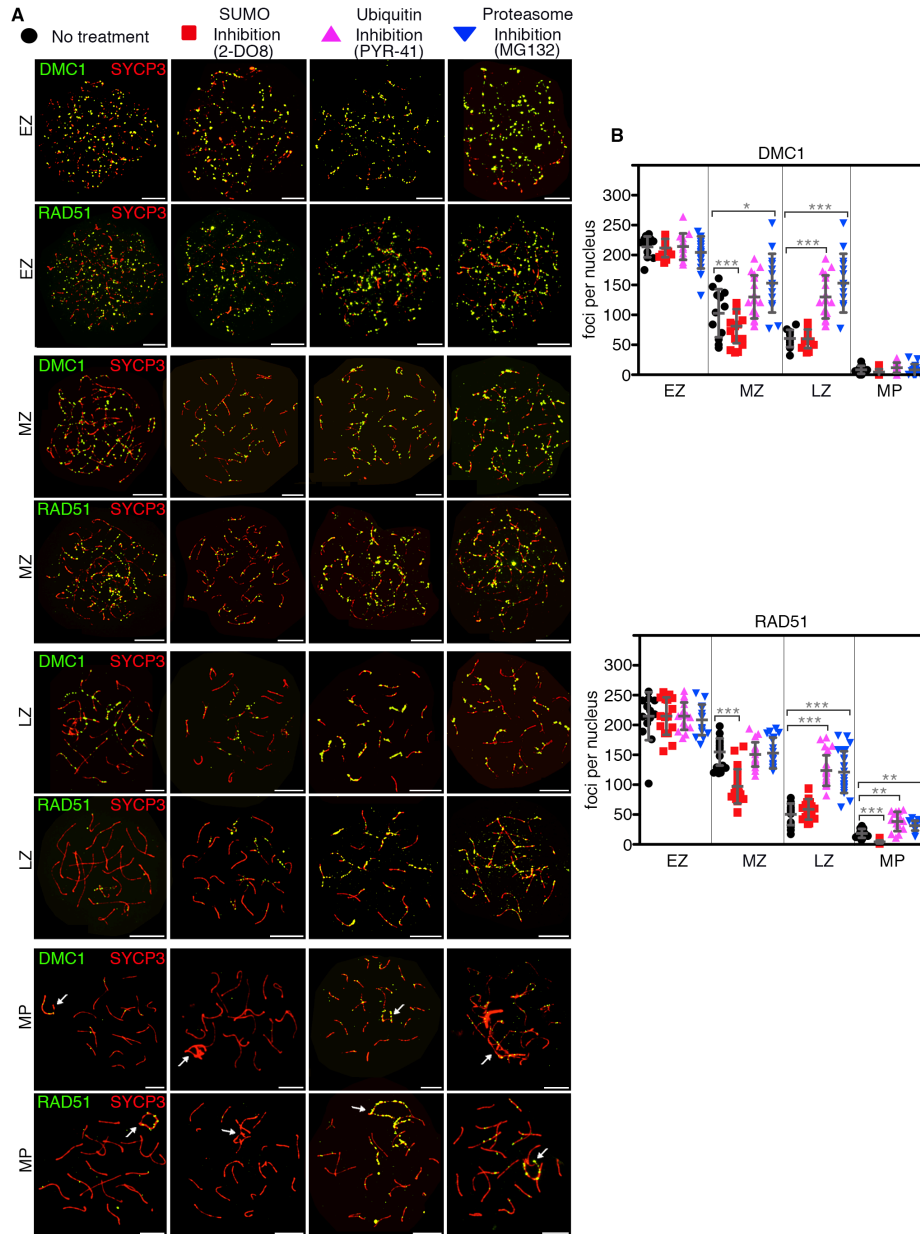 A
No treatment
SUMO
Inhibition
(2-DO8)
Ubiquitin
Inhibition
(PYR-41)
Proteasome
Inhibition
(MG132)
DMC1 SYCP3
EZ
RAD51 SYCP3
EZ
DMC1 SYCP3
MZ
RAD51 SYCP3
MZ
DMC1 SYCP3
LZ
RAD51 SYCP3
LZ
DMC1 SYCP3
MP
RAD51 SYCP3
MP
B
DMC1
foci per nucleus
300
250
200
150
100
50
0
*
***
***
***
EZ MZ LZ MP
RAD51
foci per nucleus
300
250
200
150
100
50
0
***
***
***
**
**
***
EZ MZ LZ MP